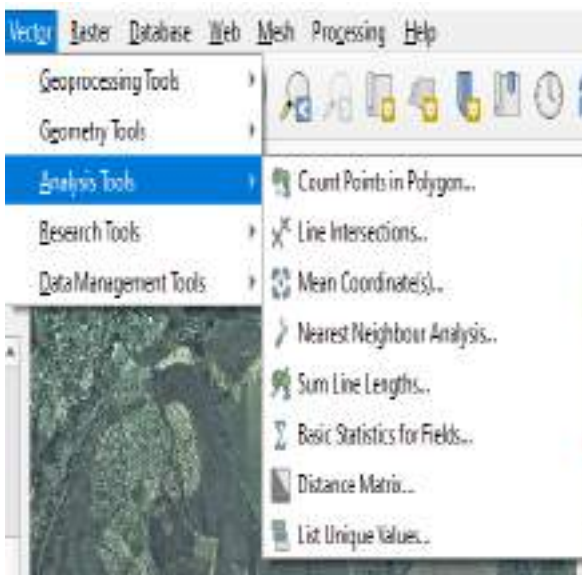 Vector Raster Database Web Mesh Processing Help
Geoprocessing Tools
Geometry Tools
Analysis Tools
Research Tools
Data Management Tools
Count Points in Polygon...
Line Intersections...
Mean Coordinate(s)...
Nearest Neighbour Analysis...
Sum Line Lengths...
Basic Statistics for Fields...
Distance Matrix...
List Unique Values...